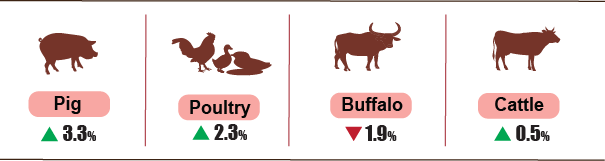 Pig Poultry Buffalo Cattle
▲ 3.3% ▲ 2.3% ▼ 1.9% ▲ 0.5%